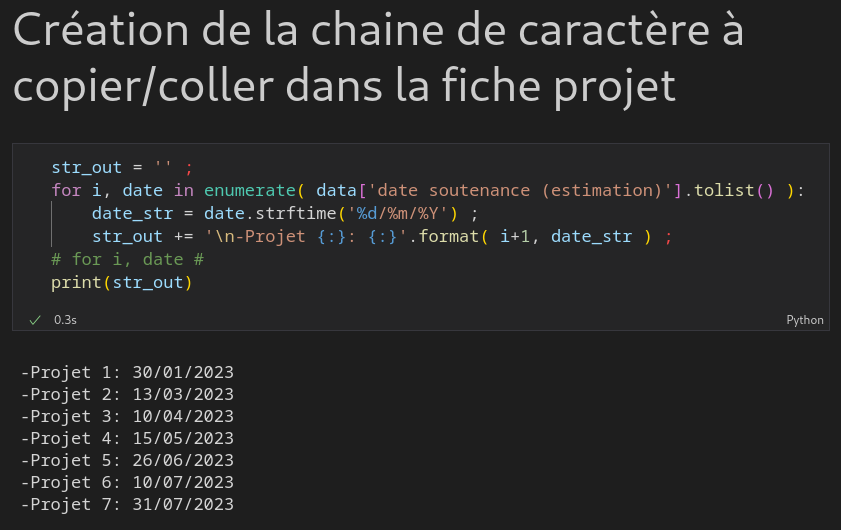 Création de la chaine de caractère à
copier/coller dans la fiche projet
str_out = '' ;
for i, date in enumerate( data['date soutenance (estimation)'].tolist() ):
    date_str = date.strftime('%d/%m/%Y') ;
    str_out += '\n-Projet {:}: {:}'.format( i+1, date_str ) ;
# for i, date #
print(str_out)
✓ 0.3s
Python
-Projet 1: 30/01/2023
-Projet 2: 13/03/2023
-Projet 3: 10/04/2023
-Projet 4: 15/05/2023
-Projet 5: 26/06/2023
-Projet 6: 10/07/2023
-Projet 7: 31/07/2023